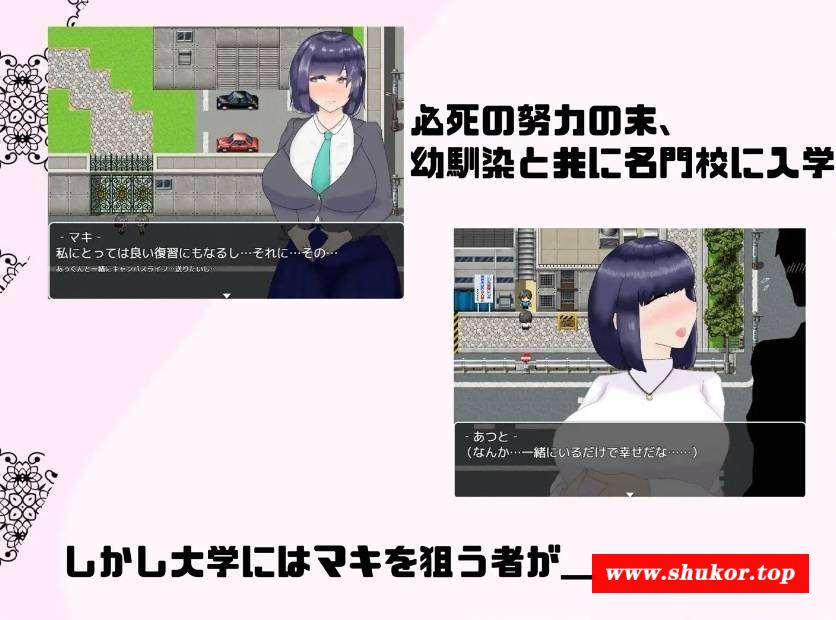 必死の努力の末、
幼馴染と共に名門校に入学
- マキ -
私にとっては良い復習にもなるし…それに…その…
あっくんと一緒にキャンパスライフ…送りたいし…
- あつと -
(なんか…一緒にいるだけで幸せだな……)
しかし大学にはマキを狙う者が__
www.shukor.top